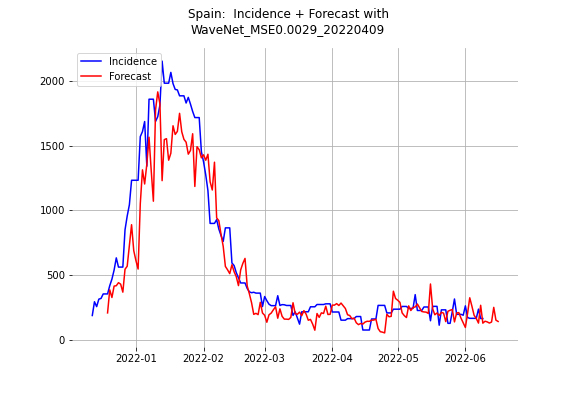 Spain:  Incidence + Forecast with
WaveNet_MSE0.0029_20220409
Incidence
Forecast
2000
1500
1000
500
0
2022-01
2022-02
2022-03
2022-04
2022-05
2022-06